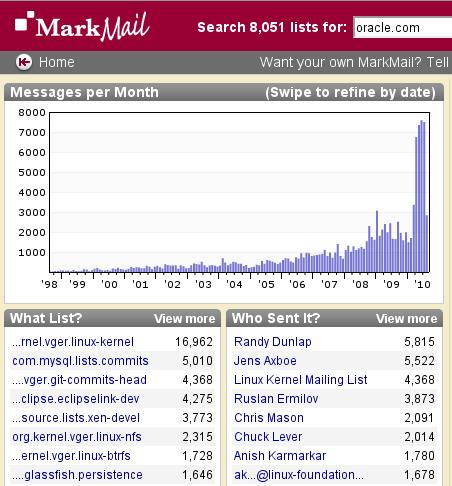 MarkMail Search 8,051 lists for: oracle.com
Home Want your own MarkMail? Tell
Messages per Month (Swipe to refine by date)
8000
7000
6000
5000
4000
3000
2000
1000
'98 '99 '00 '01 '02 '03 '04 '05 '06 '07 '08 '09 '10
What List? View more
...rnel.vger.linux-kernel 16,962
com.mysql.lists.commits 5,010
....vger.git-commits-head 4,368
...clipse.eclipselink-dev 4,275
...source.lists.xen-devel 3,773
org.kernel.vger.linux-nfs 2,315
...ernel.vger.linux-btrfs 1,728
....glassfish.persistence 1,646
Who Sent It? View more
Randy Dunlap 5,815
Jens Axboe 5,522
Linux Kernel Mailing List 4,368
Ruslan Ermilov 3,873
Chris Mason 2,091
Chuck Lever 2,014
Anish Karmarkar 1,780
ak...@linux-foundation... 1,678